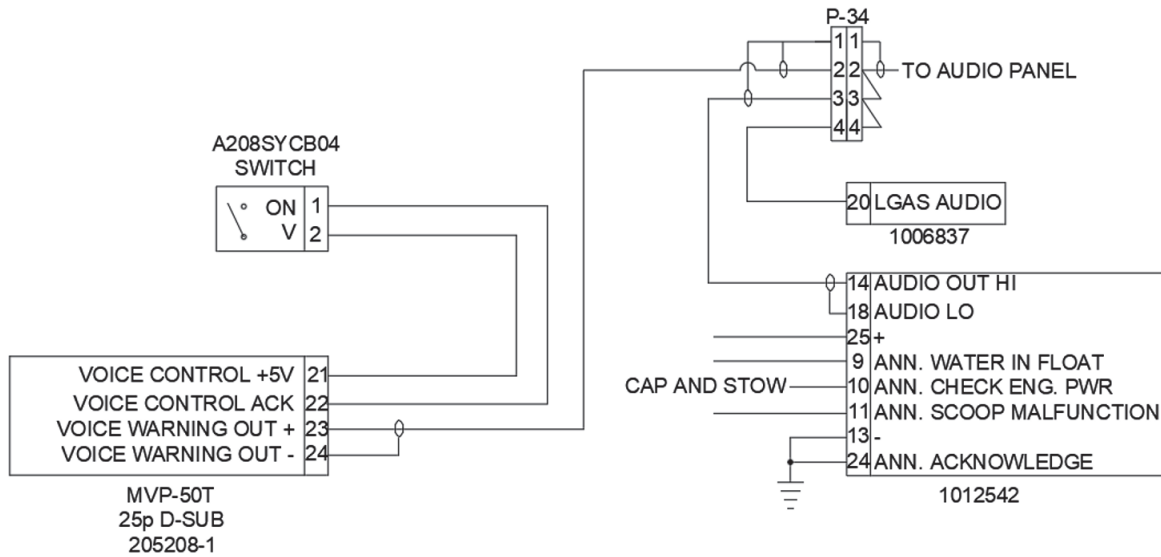 P-34
1 1
2 2 TO AUDIO PANEL
3 3
4 4
A208SYCB04
SWITCH
ON 1
V 2
20 LGAS AUDIO
1006837
14 AUDIO OUT HI
18 AUDIO LO
25 +
9 ANN. WATER IN FLOAT
CAP AND STOW 10 ANN. CHECK ENG. PWR
11 ANN. SCOOP MALFUNCTION
13 -
24 ANN. ACKNOWLEDGE
1012542
VOICE CONTROL +5V 21
VOICE CONTROL ACK 22
VOICE WARNING OUT + 23
VOICE WARNING OUT - 24
MVP-50T
25p D-SUB
205208-1